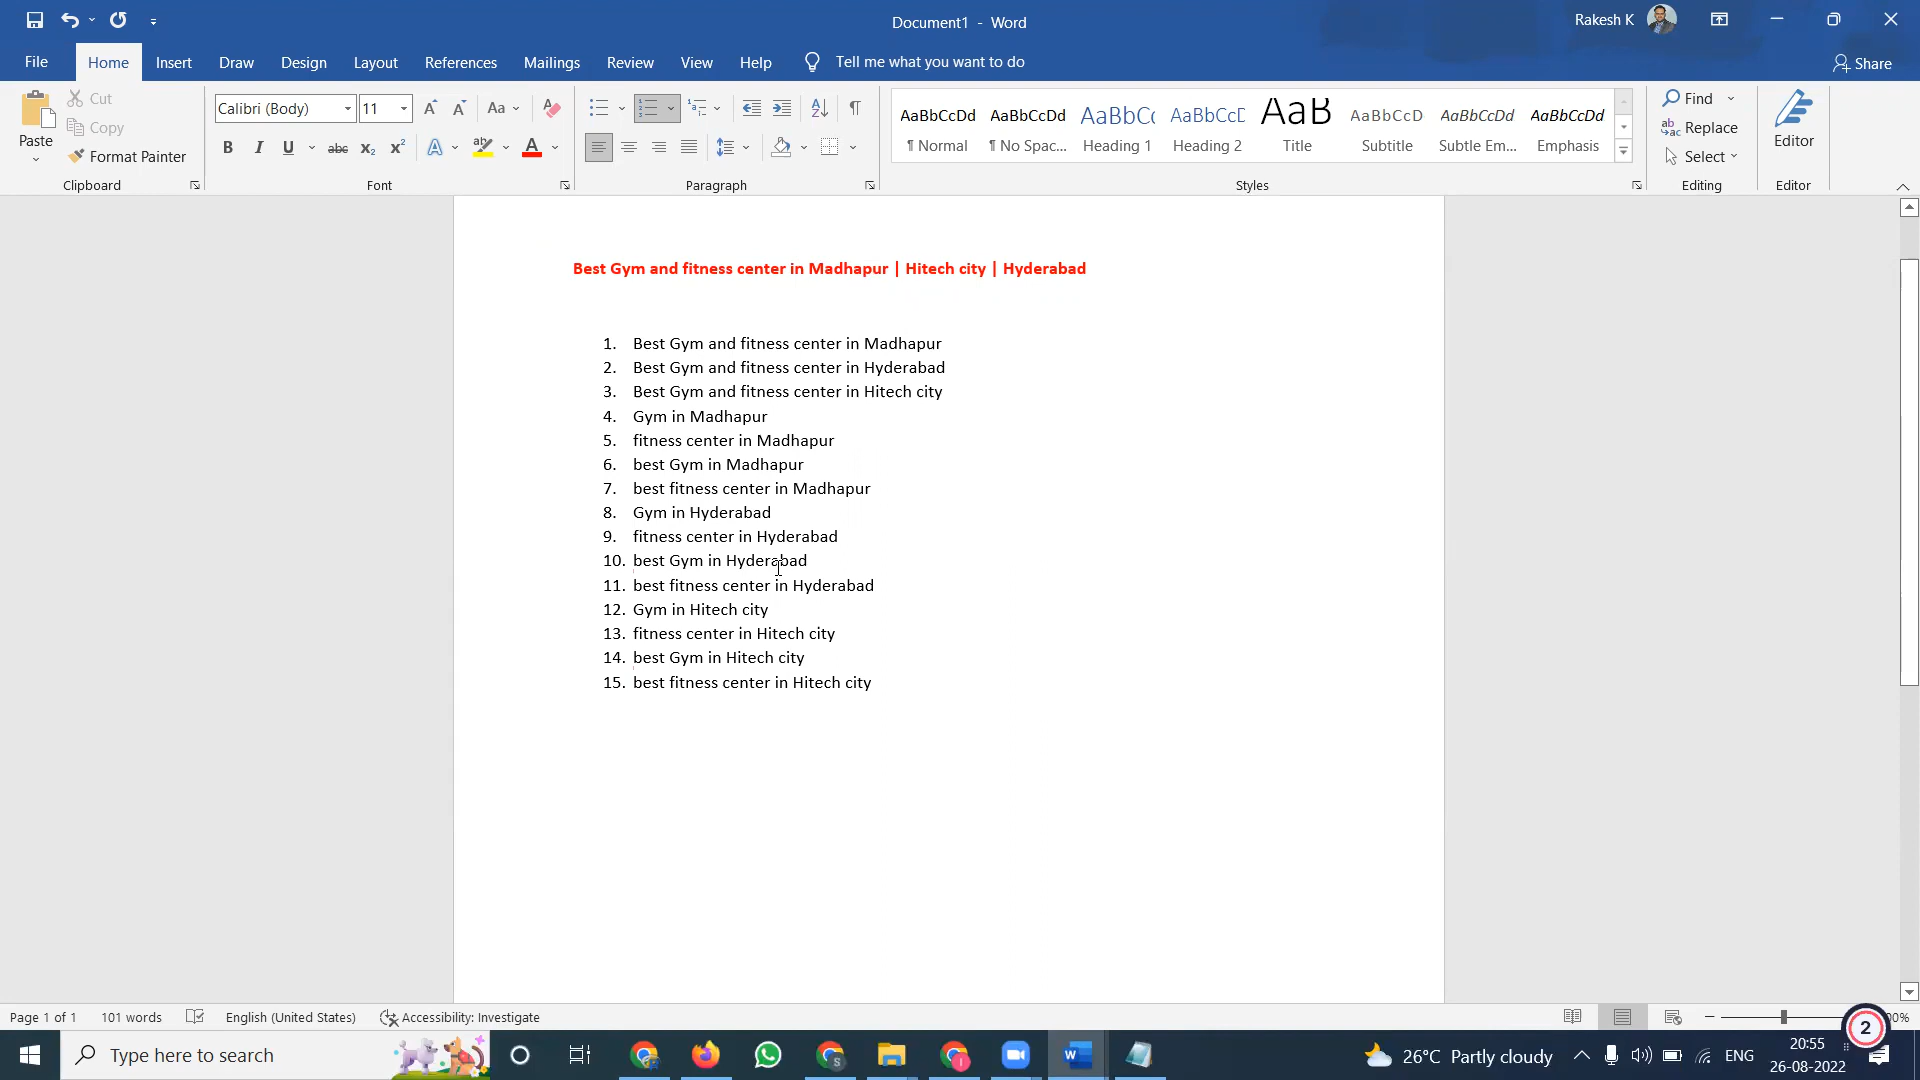 Document1 - Word
Rakesh K
File Home Insert Draw Design Layout References Mailings Review View Help Tell me what you want to do Share
Paste
Cut
Copy
Format Painter
Clipboard
Calibri (Body) 11
Font
Paragraph
AaBbCcDd AaBbCcDd AaBbCc AaBbCcD AaB AaBbCcD AaBbCcDd AaBbCcDd
¶ Normal ¶ No Spac... Heading 1 Heading 2 Title Subtitle Subtle Em... Emphasis
Styles
Find
Replace
Select
Editing
Editor
Editor
Best Gym and fitness center in Madhapur | Hitech city | Hyderabad
1. Best Gym and fitness center in Madhapur
2. Best Gym and fitness center in Hyderabad
3. Best Gym and fitness center in Hitech city
4. Gym in Madhapur
5. fitness center in Madhapur
6. best Gym in Madhapur
7. best fitness center in Madhapur
8. Gym in Hyderabad
9. fitness center in Hyderabad
10. best Gym in Hyderabad
11. best fitness center in Hyderabad
12. Gym in Hitech city
13. fitness center in Hitech city
14. best Gym in Hitech city
15. best fitness center in Hitech city
Page 1 of 1 101 words English (United States) Accessibility: Investigate
2
Type here to search
26°C Partly cloudy
ENG
20:55
26-08-2022